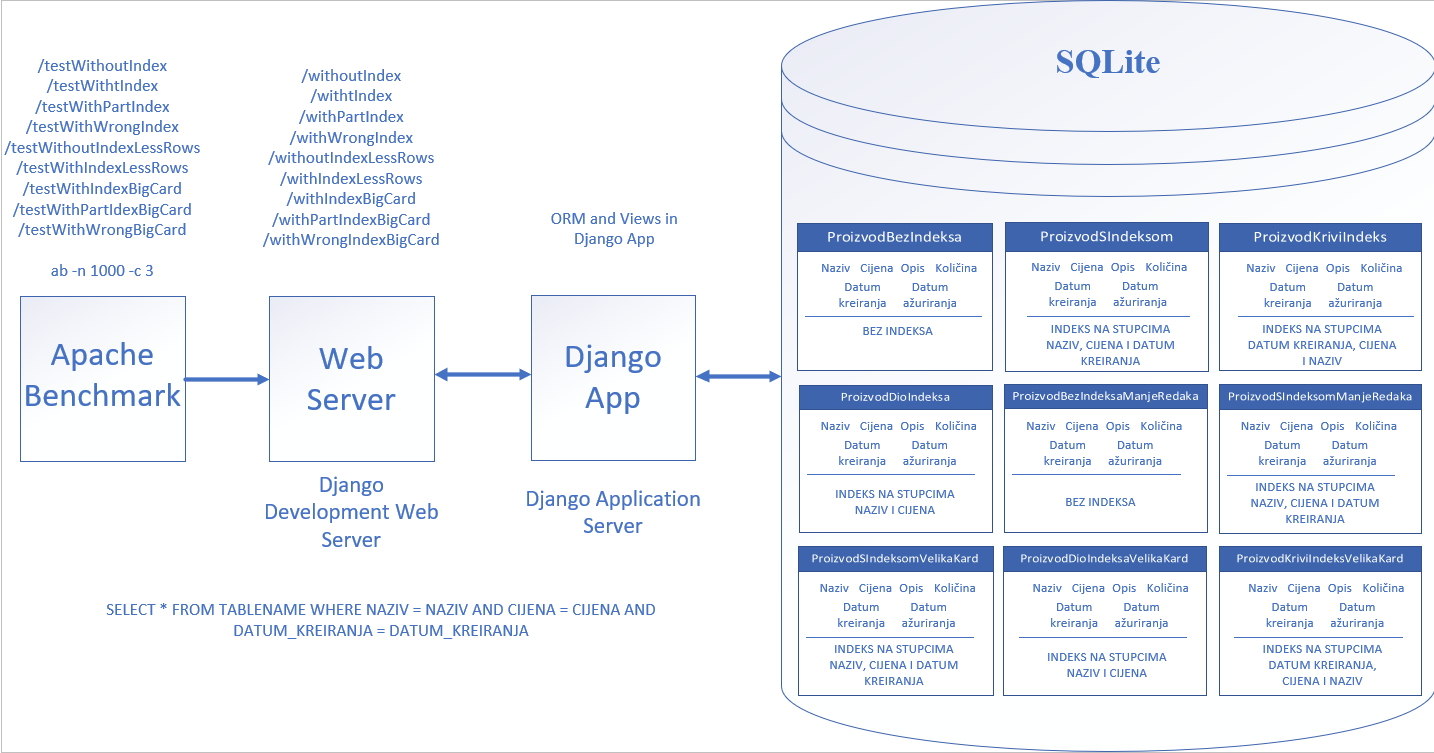 /testWithoutIndex
/testWithtIndex
/testWithPartIndex
/testWithWrongIndex
/testWithoutIndexLessRows
/testWithIndexLessRows
/testWithIndexBigCard
/testWithPartIdexBigCard
/testWithWrongBigCard
ab -n 1000 -c 3
Apache
Benchmark
/withoutIndex
/withtIndex
/withPartIndex
/withWrongIndex
/withoutIndexLessRows
/withIndexLessRows
/withIndexBigCard
/withPartIndexBigCard
/withWrongIndexBigCard
Web
Server
Django
Development Web
Server
ORM and Views in
Django App
Django
App
Django Application
Server
SELECT * FROM TABLENAME WHERE NAZIV = NAZIV AND CIJENA = CIJENA AND
DATUM_KREIRANJA = DATUM_KREIRANJA
SQLite
ProizvodBezIndeksa
Naziv Cijena Opis Količina
Datum Datum
kreiranja ažuriranja
BEZ INDEKSA
ProizvodSIndeksom
Naziv Cijena Opis Količina
Datum Datum
kreiranja ažuriranja
INDEKS NA STUPCIMA
NAZIV, CIJENA I DATUM
KREIRANJA
ProizvodKriviIndeks
Naziv Cijena Opis Količina
Datum Datum
kreiranja ažuriranja
INDEKS NA STUPCIMA
DATUM KREIRANJA, CIJENA
I NAZIV
ProizvodDioIndeksa
Naziv Cijena Opis Količina
Datum Datum
kreiranja ažuriranja
INDEKS NA STUPCIMA
NAZIV I CIJENA
ProizvodBezIndeksaManjeRedaka
Naziv Cijena Opis Količina
Datum Datum
kreiranja ažuriranja
BEZ INDEKSA
ProizvodSIndeksomManjeRedaka
Naziv Cijena Opis Količina
Datum Datum
kreiranja ažuriranja
INDEKS NA STUPCIMA
NAZIV, CIJENA I DATUM
KREIRANJA
ProizvodSIndeksomVelikaKard
Naziv Cijena Opis Količina
Datum Datum
kreiranja ažuriranja
INDEKS NA STUPCIMA
NAZIV, CIJENA I DATUM
KREIRANJA
ProizvodDioIndeksaVelikaKard
Naziv Cijena Opis Količina
Datum Datum
kreiranja ažuriranja
INDEKS NA STUPCIMA
NAZIV I CIJENA
ProizvodKriviIndeksVelikaKard
Naziv Cijena Opis Količina
Datum Datum
kreiranja ažuriranja
INDEKS NA STUPCIMA
DATUM KREIRANJA,
CIJENA I NAZIV